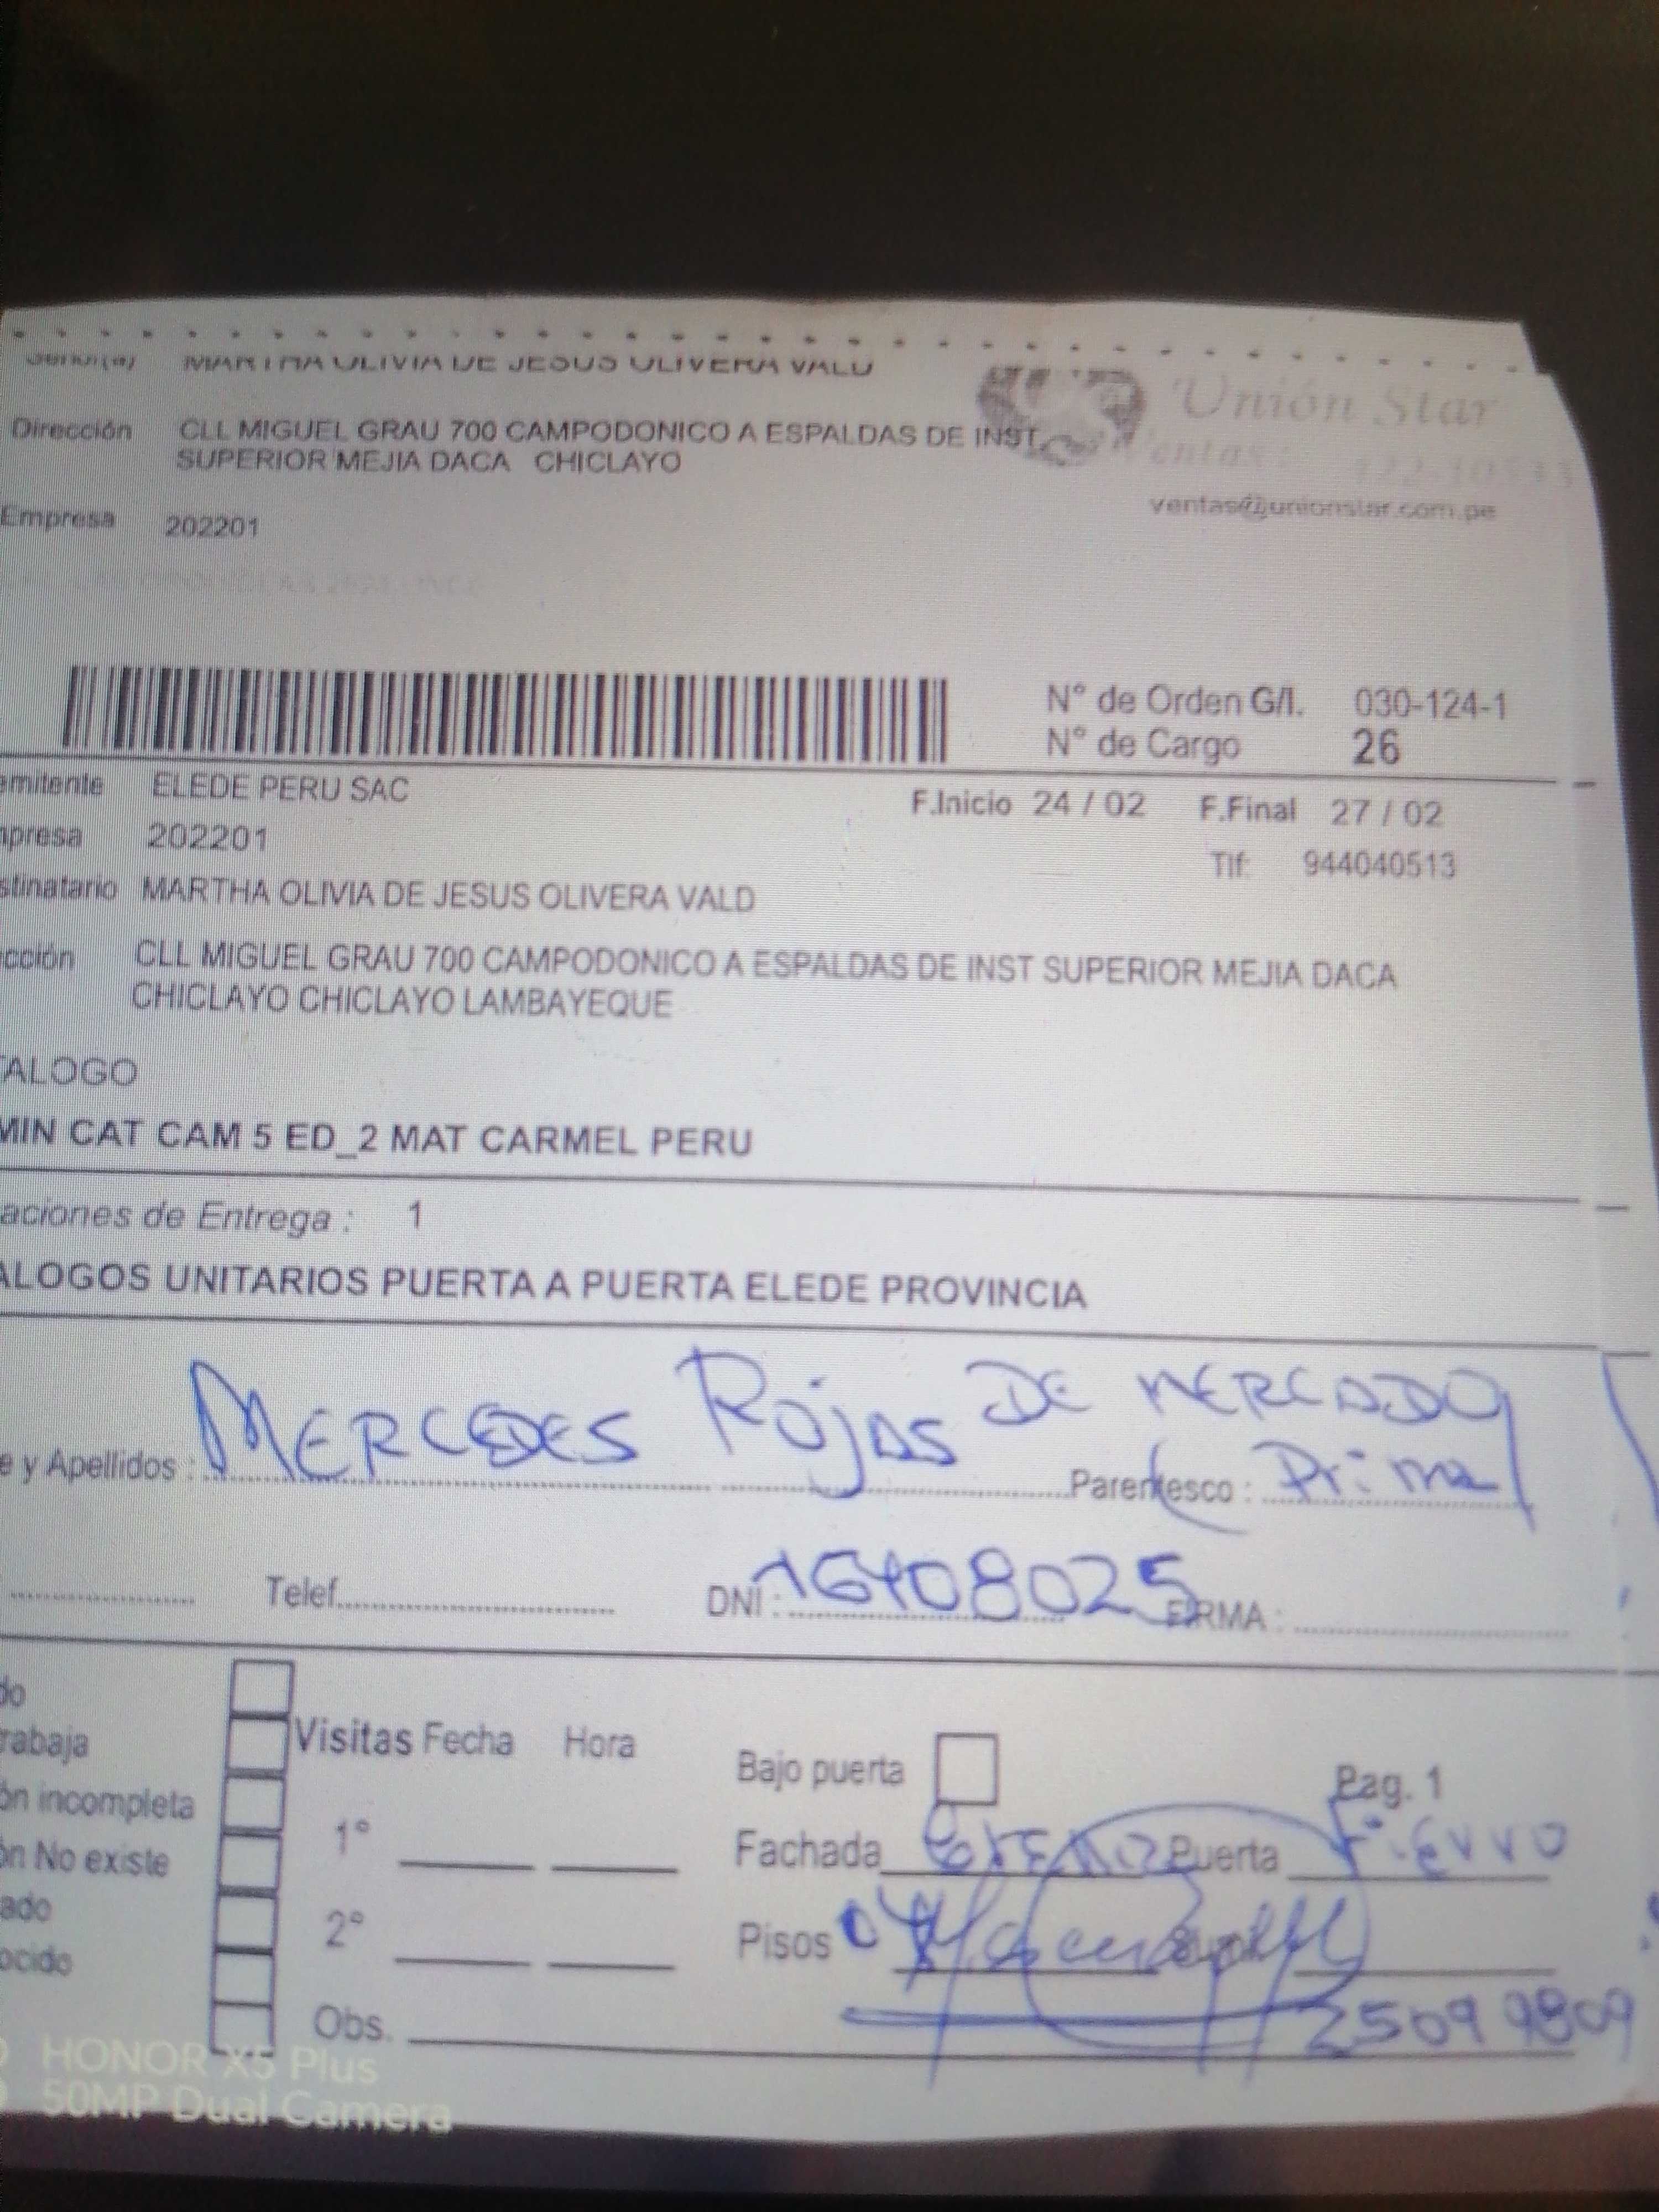 MARTHA OLIVIA DE JESUS OLIVERA VALD
Unión Star
Dirección CLL MIGUEL GRAU 700 CAMPODONICO A ESPALDAS DE INST
SUPERIOR MEJIA DACA CHICLAYO
Ventas
ventas@unionstar.com.pe
Empresa 202201
N° de Orden G/I. 030-124-1
N° de Cargo 26
emitente ELEDE PERU SAC
F.Inicio 24 / 02 F.Final 27 / 02
presa 202201
Tlf: 944040513
stinatario MARTHA OLIVIA DE JESUS OLIVERA VALD
cción CLL MIGUEL GRAU 700 CAMPODONICO A ESPALDAS DE INST SUPERIOR MEJIA DACA
CHICLAYO CHICLAYO LAMBAYEQUE
ALOGO
MIN CAT CAM 5 ED_2 MAT CARMEL PERU
aciones de Entrega : 1
ALOGOS UNITARIOS PUERTA A PUERTA ELEDE PROVINCIA
e y Apellidos : MERCEDES ROJAS DE MERCADO
Parentesco : Prima
Telef. DNI : 16408025 FIRMA :
do
rabaja
ón incompleta
ón No existe
ado
ocido
Visitas Fecha Hora
1°
2°
Obs.
Bajo puerta Pag. 1
Fachada Puerta Fierro
Pisos
25099809
HONOR X5 Plus
50MP Dual Camera